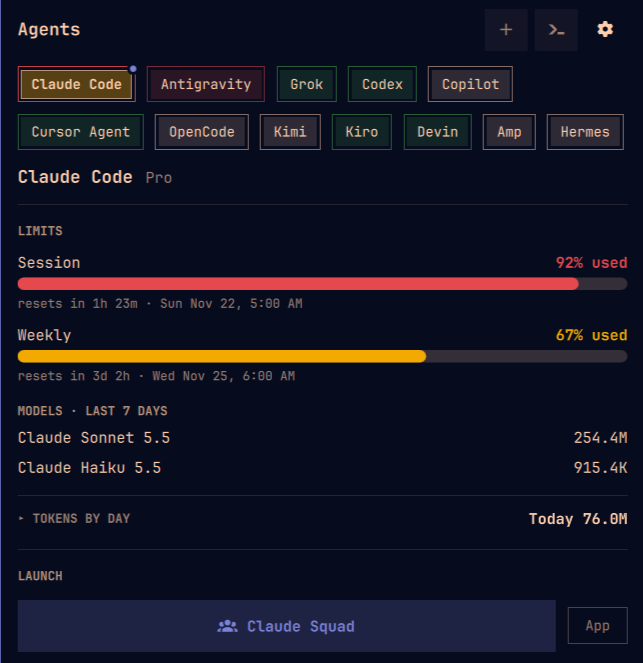 Agents
Claude Code Antigravity Grok Codex Copilot
Cursor Agent OpenCode Kimi Kiro Devin Amp Hermes
Claude Code Pro
LIMITS
Session 92% used
resets in 1h 23m · Sun Nov 22, 5:00 AM
Weekly 67% used
resets in 3d 2h · Wed Nov 25, 6:00 AM
MODELS · LAST 7 DAYS
Claude Sonnet 5.5 254.4M
Claude Haiku 5.5 915.4K
TOKENS BY DAY Today 76.0M
LAUNCH
Claude Squad App